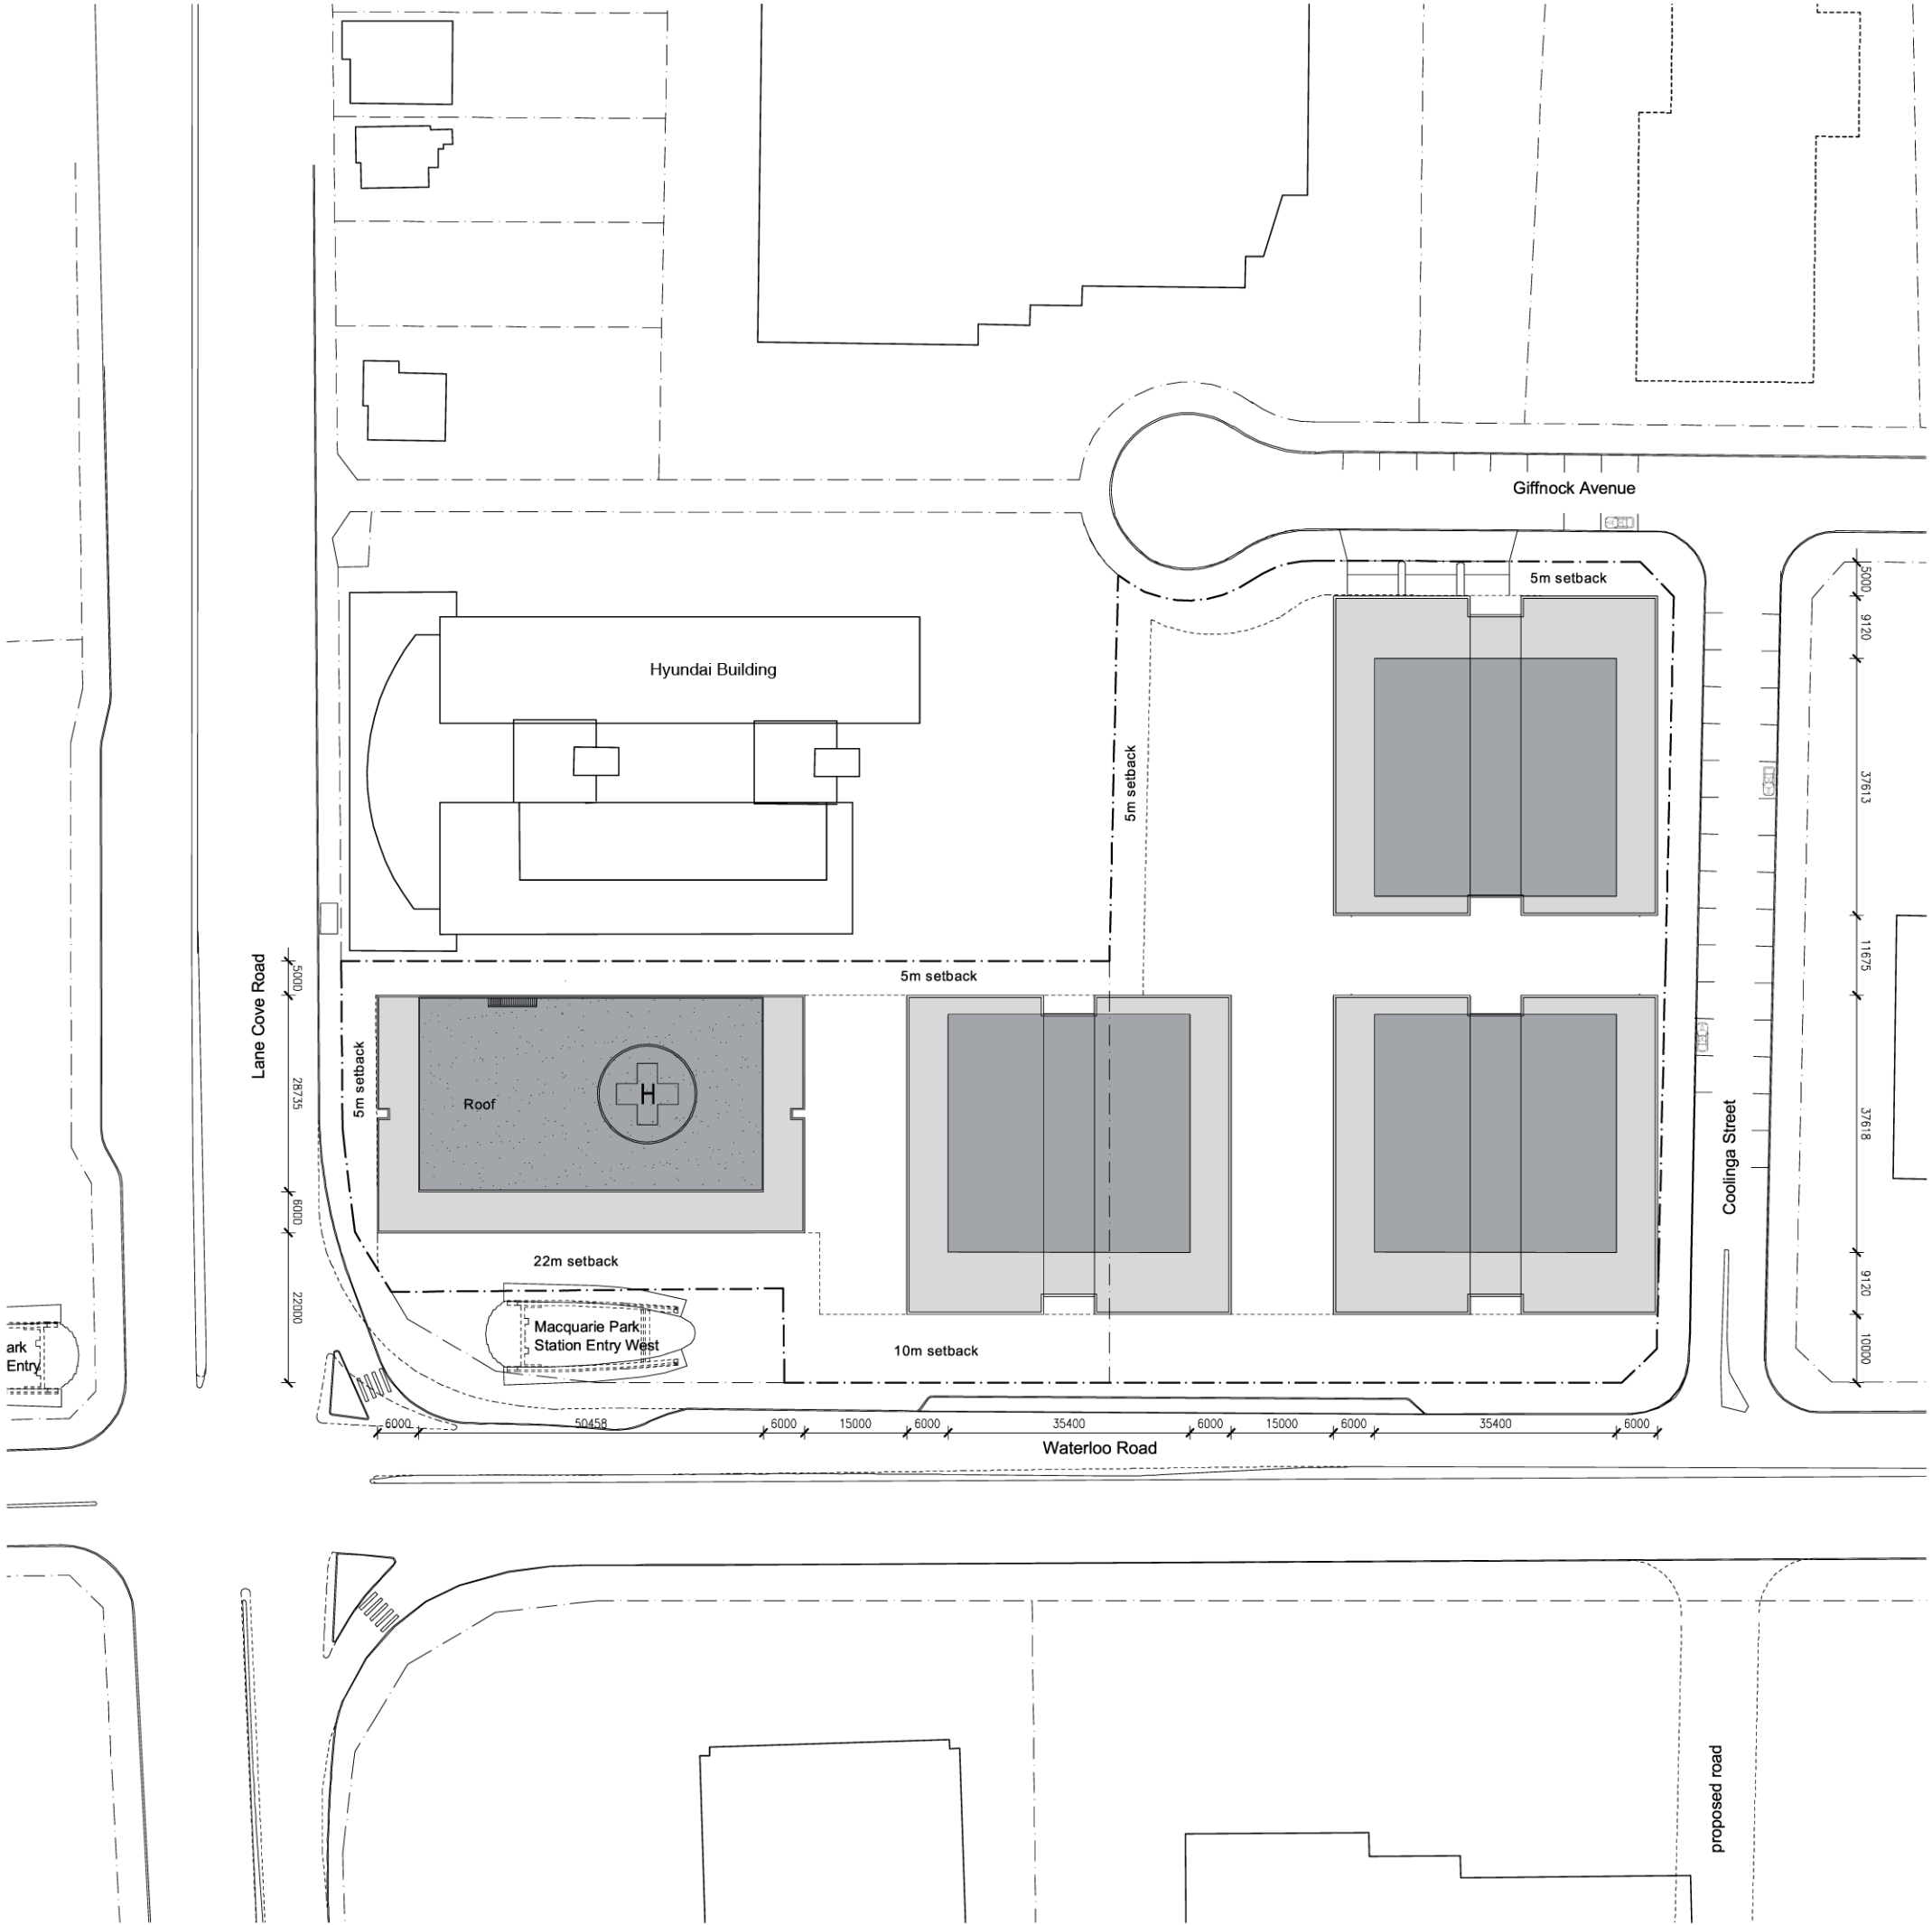 Giffnock Avenue
5m setback
5000
9120
37613
11675
37618
9120
10000
Hyundai Building
5m setback
5m setback
Lane Cove Road
5000
28735
6000
22000
5m setback
Roof
H
Coolinga Street
22m setback
Macquarie Park
Station Entry West
ark
Entry
10m setback
6000
50458
6000
15000
6000
35400
6000
15000
6000
35400
6000
Waterloo Road
proposed road